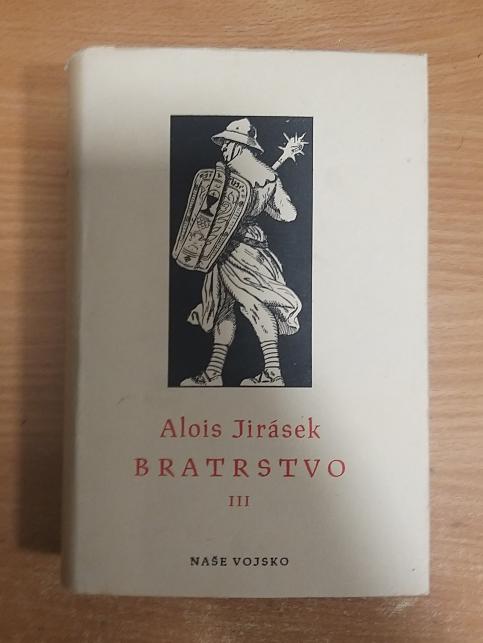 Alois Jirásek
BRATRSTVO
III
NAŠE VOJSKO